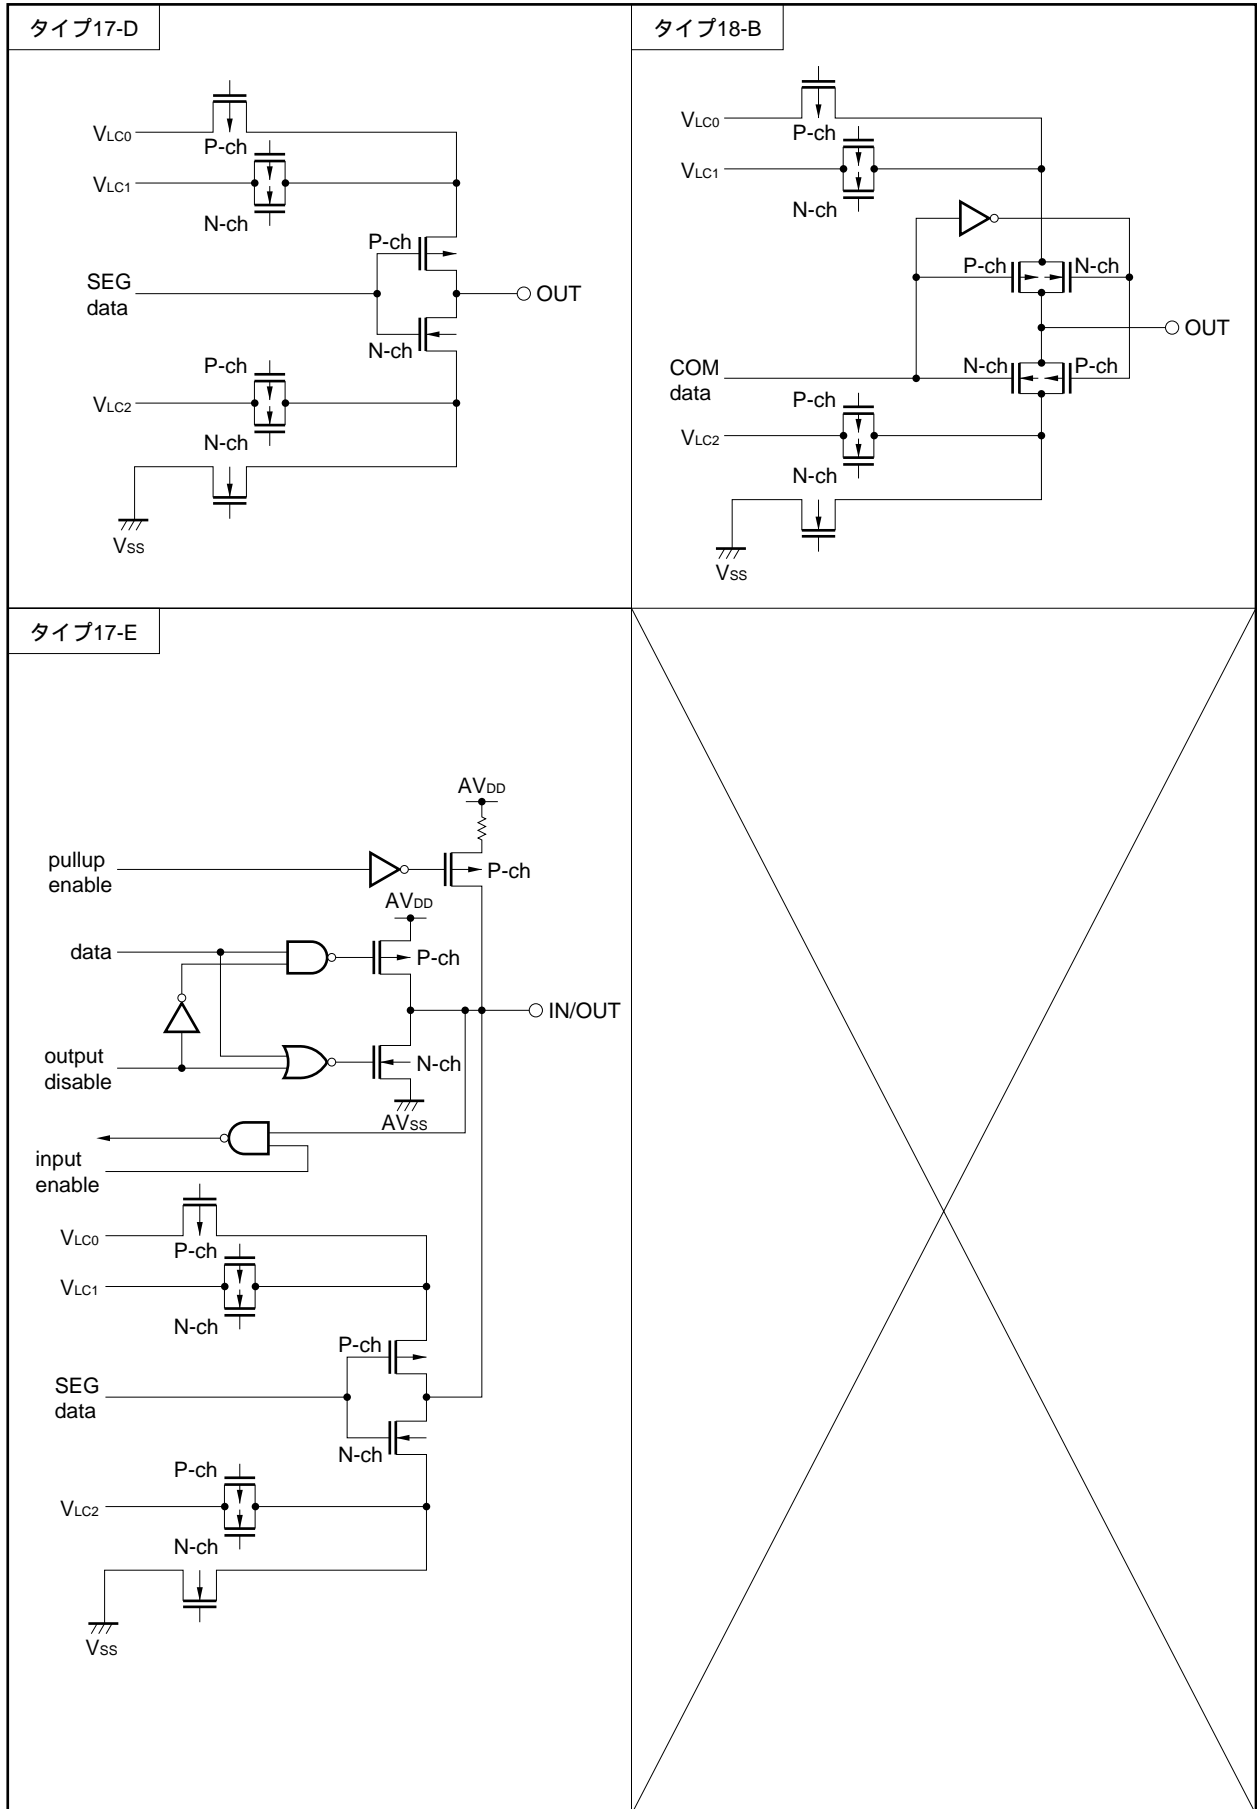 タイプ17-D
VLC0
P-ch
VLC1
N-ch
P-ch
SEG
data
OUT
N-ch
P-ch
VLC2
N-ch
VSS
タイプ18-B
VLC0
P-ch
VLC1
N-ch
P-ch
N-ch
OUT
COM
data
N-ch
P-ch
P-ch
VLC2
N-ch
VSS
タイプ17-E
AVDD
pullup
enable
P-ch
AVDD
data
P-ch
IN/OUT
output
disable
N-ch
AVSS
input
enable
VLC0
P-ch
VLC1
N-ch
P-ch
SEG
data
N-ch
P-ch
VLC2
N-ch
VSS